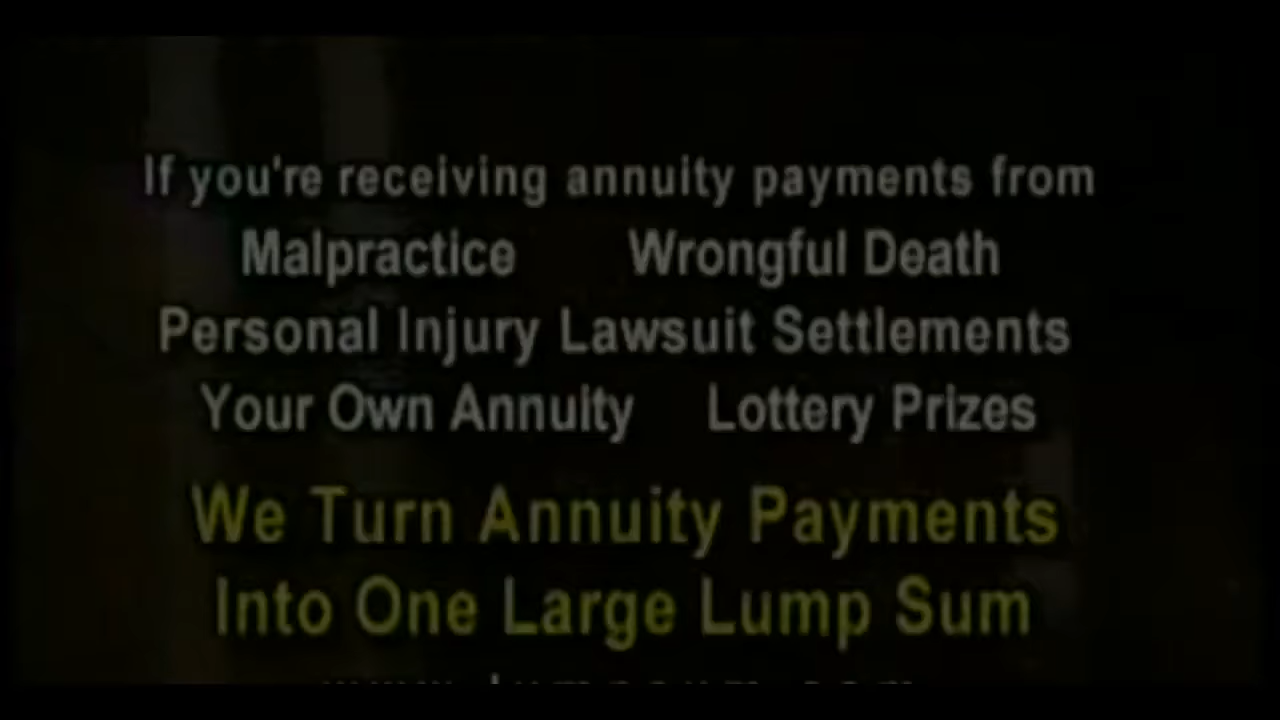 If you're receiving annuity payments from
Malpractice Wrongful Death
Personal Injury Lawsuit Settlements
Your Own Annuity Lottery Prizes
We Turn Annuity Payments
Into One Large Lump Sum